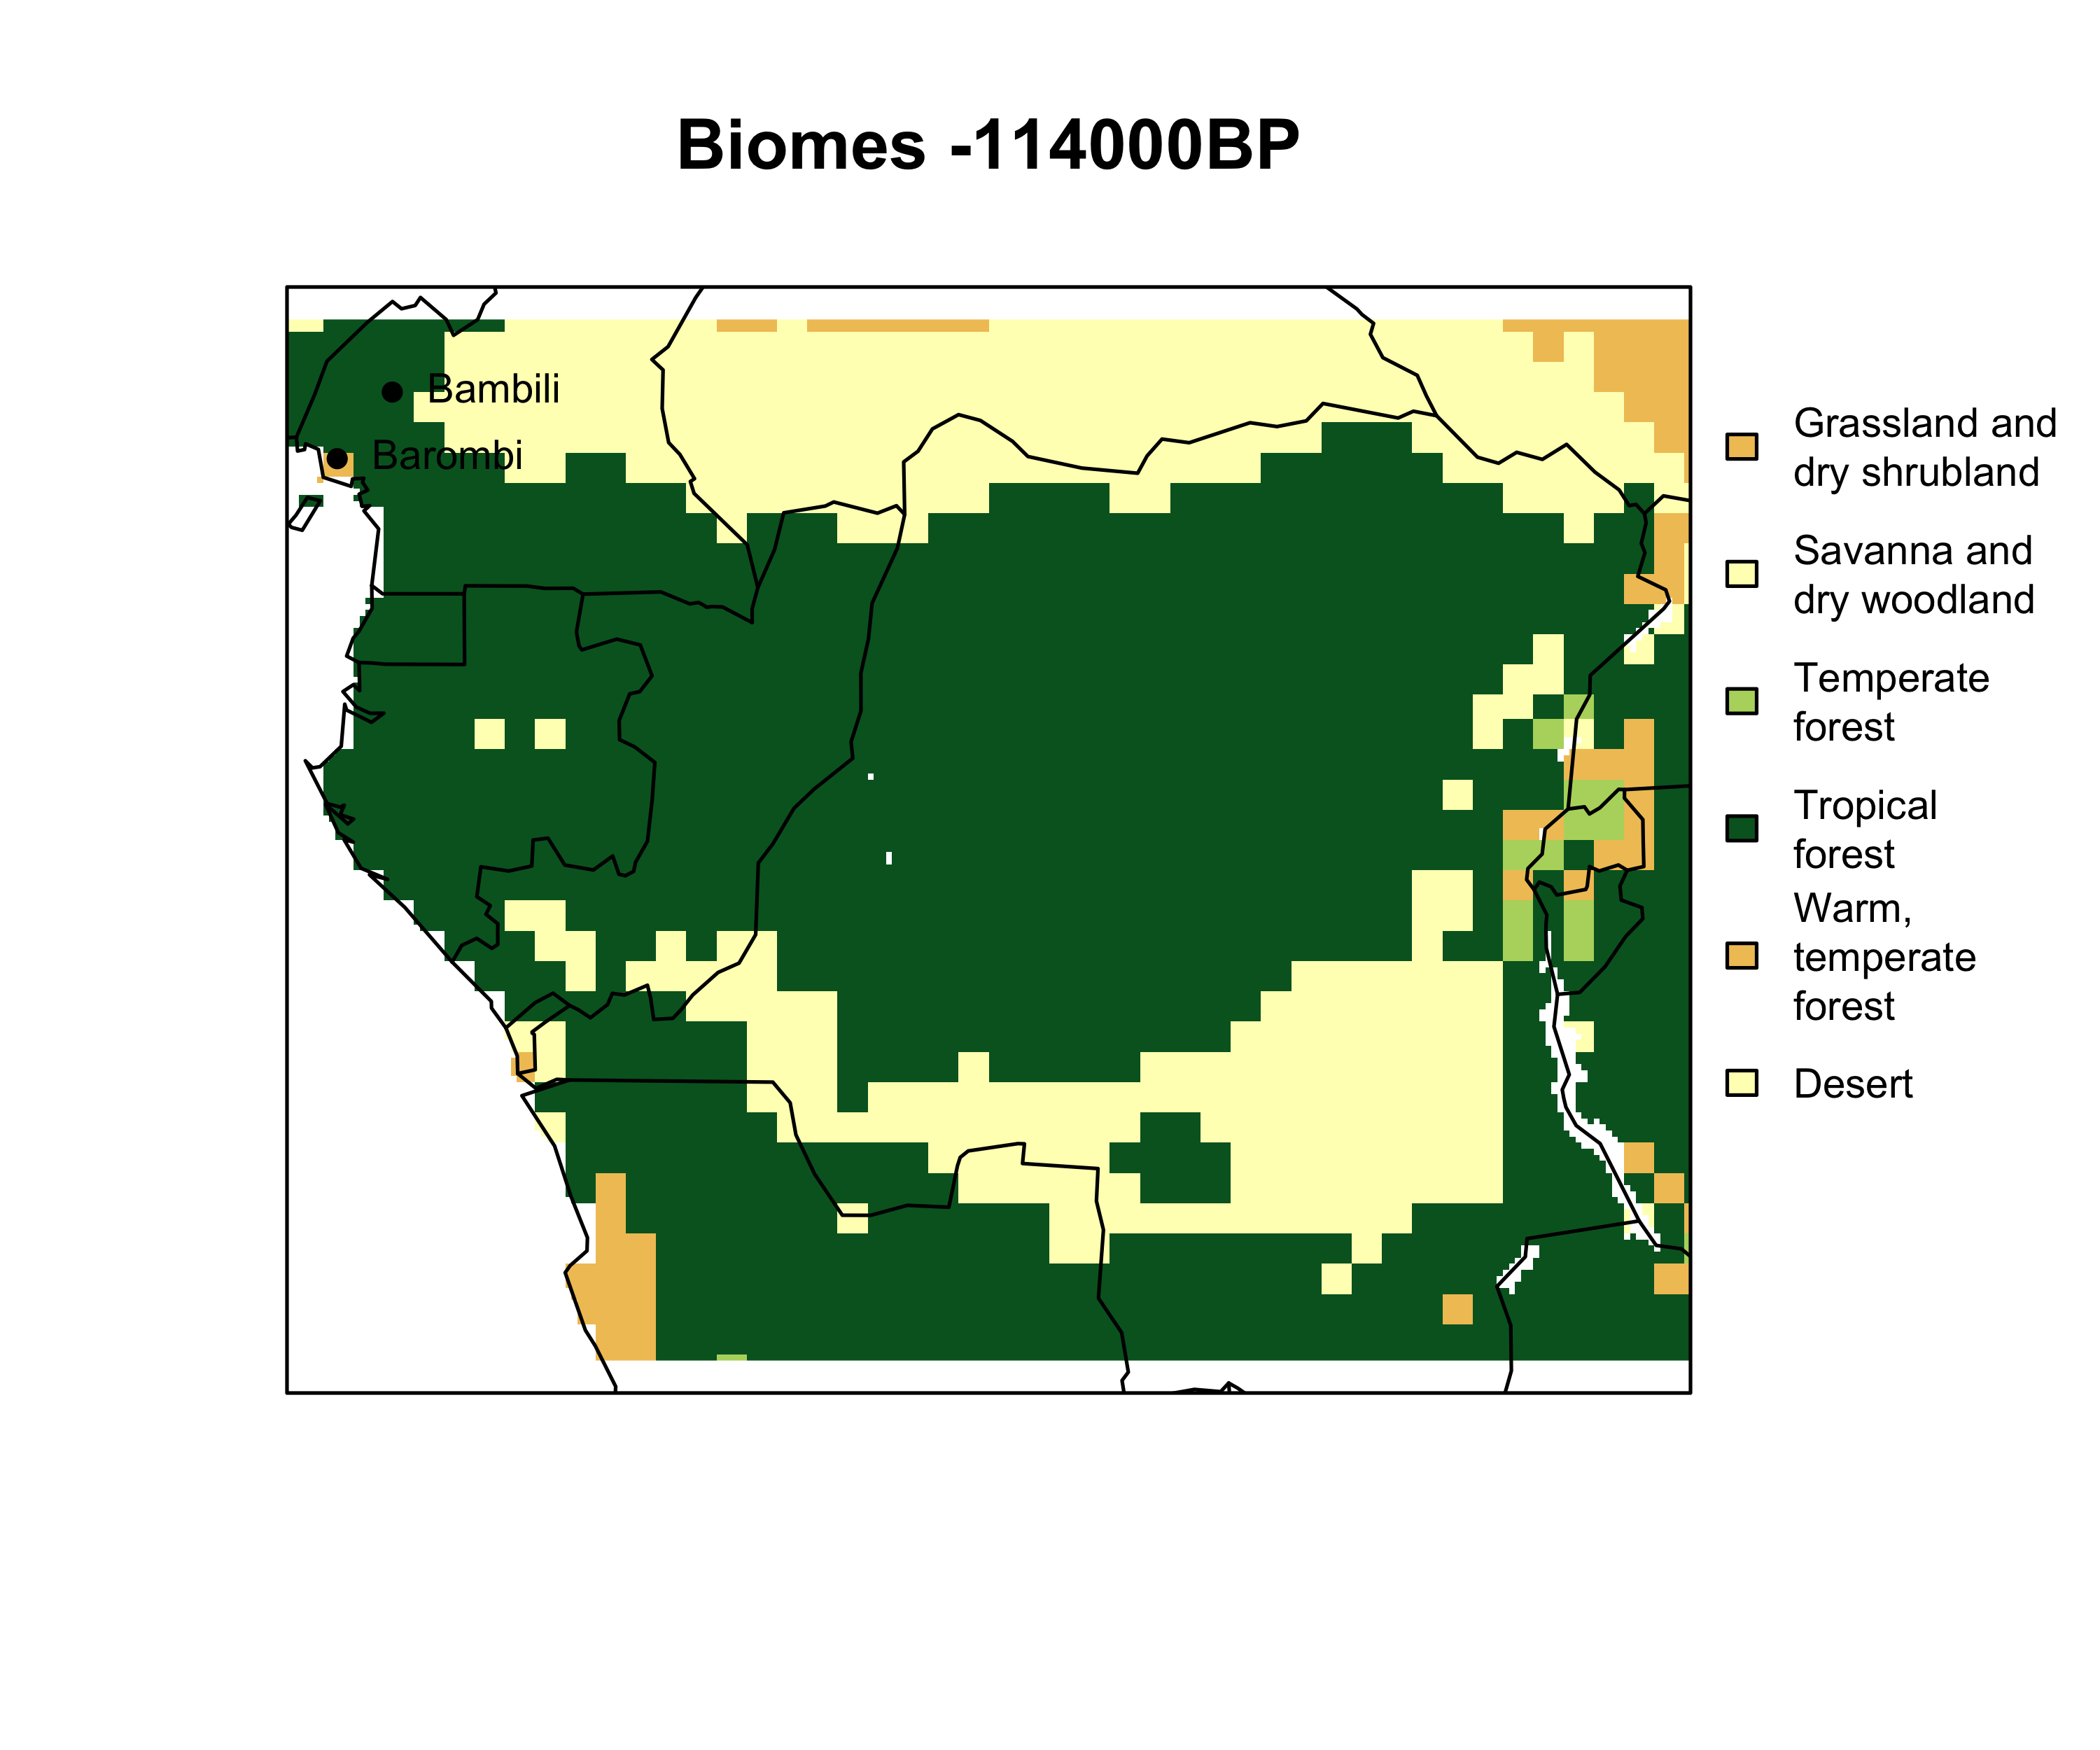 Biomes -114000BP
Bambili
Barombi
Grassland and
dry shrubland
Savanna and
dry woodland
Temperate
forest
Tropical
forest
Warm,
temperate
forest
Desert